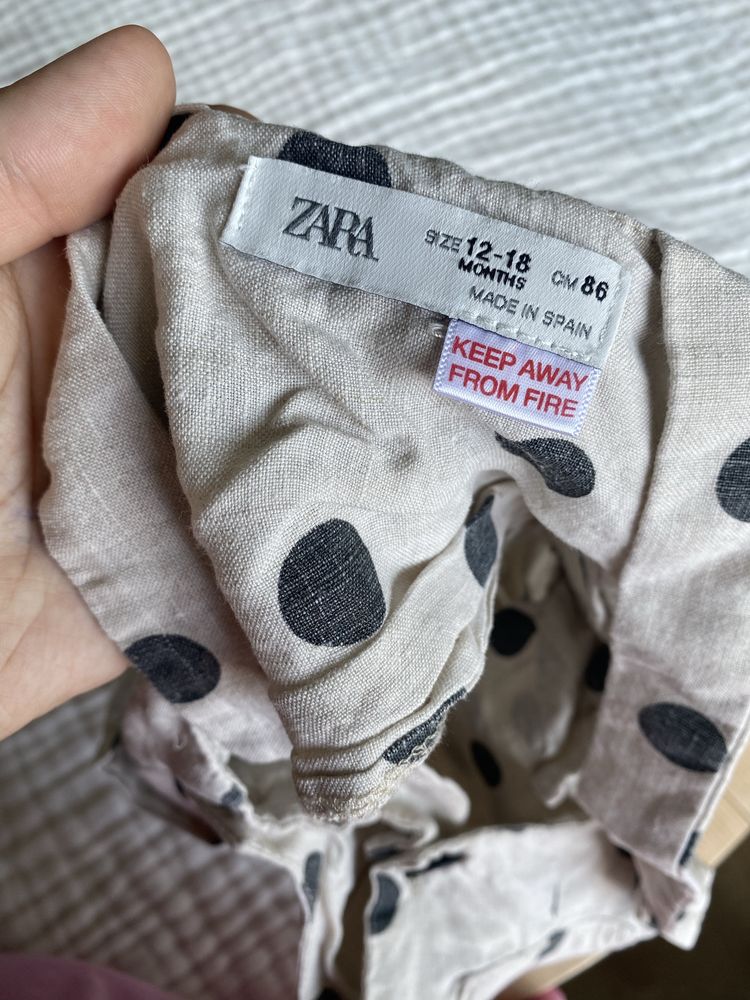 ZARA
SIZE 12-18 CM 86
MONTHS
MADE IN SPAIN
KEEP AWAY
FROM FIRE